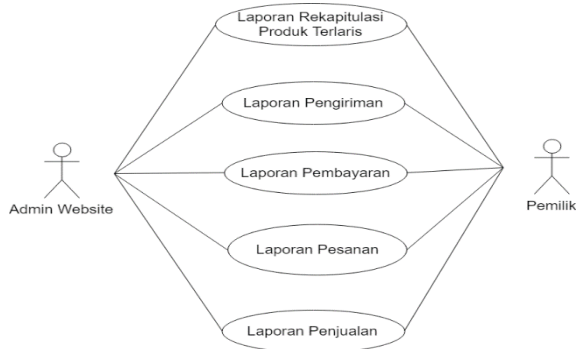 Laporan Rekapitulasi
Produk Terlaris
Laporan Pengiriman
Laporan Pembayaran
Admin Website
Pemilik
Laporan Pesanan
Laporan Penjualan